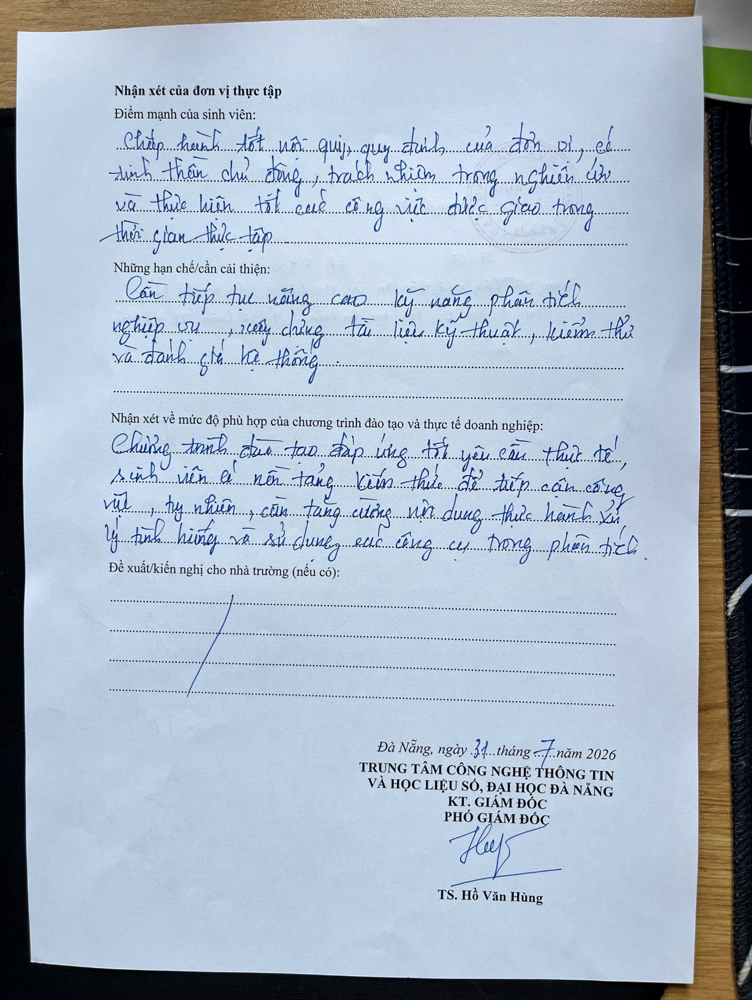 Nhận xét của đơn vị thực tập
Điểm mạnh của sinh viên:
Chấp hành tốt nội quy, quy định của đơn vị, có
tinh thần chủ động, trách nhiệm trong nghiên cứu
và thực hiện tốt các công việc được giao trong
thời gian thực tập
Những hạn chế/cần cải thiện:
Cần tiếp tục nâng cao kỹ năng phân tích
nghiệp vụ, xây dựng tài liệu kỹ thuật, kiểm thử
và đánh giá hệ thống.
Nhận xét về mức độ phù hợp của chương trình đào tạo và thực tế doanh nghiệp:
Chương trình đào tạo đáp ứng tốt yêu cầu thực tế,
sinh viên có nền tảng kiến thức để tiếp cận công
việc, tuy nhiên, cần tăng cường nội dung thực hành xử
lý tình huống và sử dụng các công cụ trong phân tích.
Đề xuất/kiến nghị cho nhà trường (nếu có):
Đà Nẵng, ngày 31 tháng 7 năm 2026
TRUNG TÂM CÔNG NGHỆ THÔNG TIN
VÀ HỌC LIỆU SỐ, ĐẠI HỌC ĐÀ NẴNG
KT. GIÁM ĐỐC
PHÓ GIÁM ĐỐC
TS. Hồ Văn Hùng